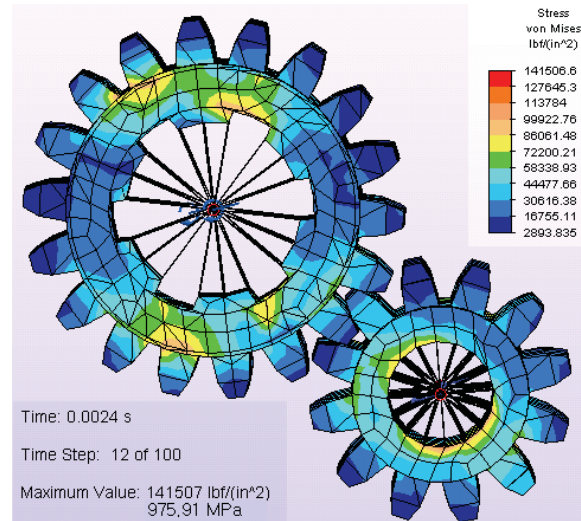 Stress
von Mises
lbf/(in^2)
141506.6
127645.3
113784
99922.76
86061.48
72200.21
58338.93
44477.66
30616.38
16755.11
2893.835
Time: 0.0024 s
Time Step: 12 of 100
Maximum Value: 141507 lbf/(in^2)
975,91 MPa